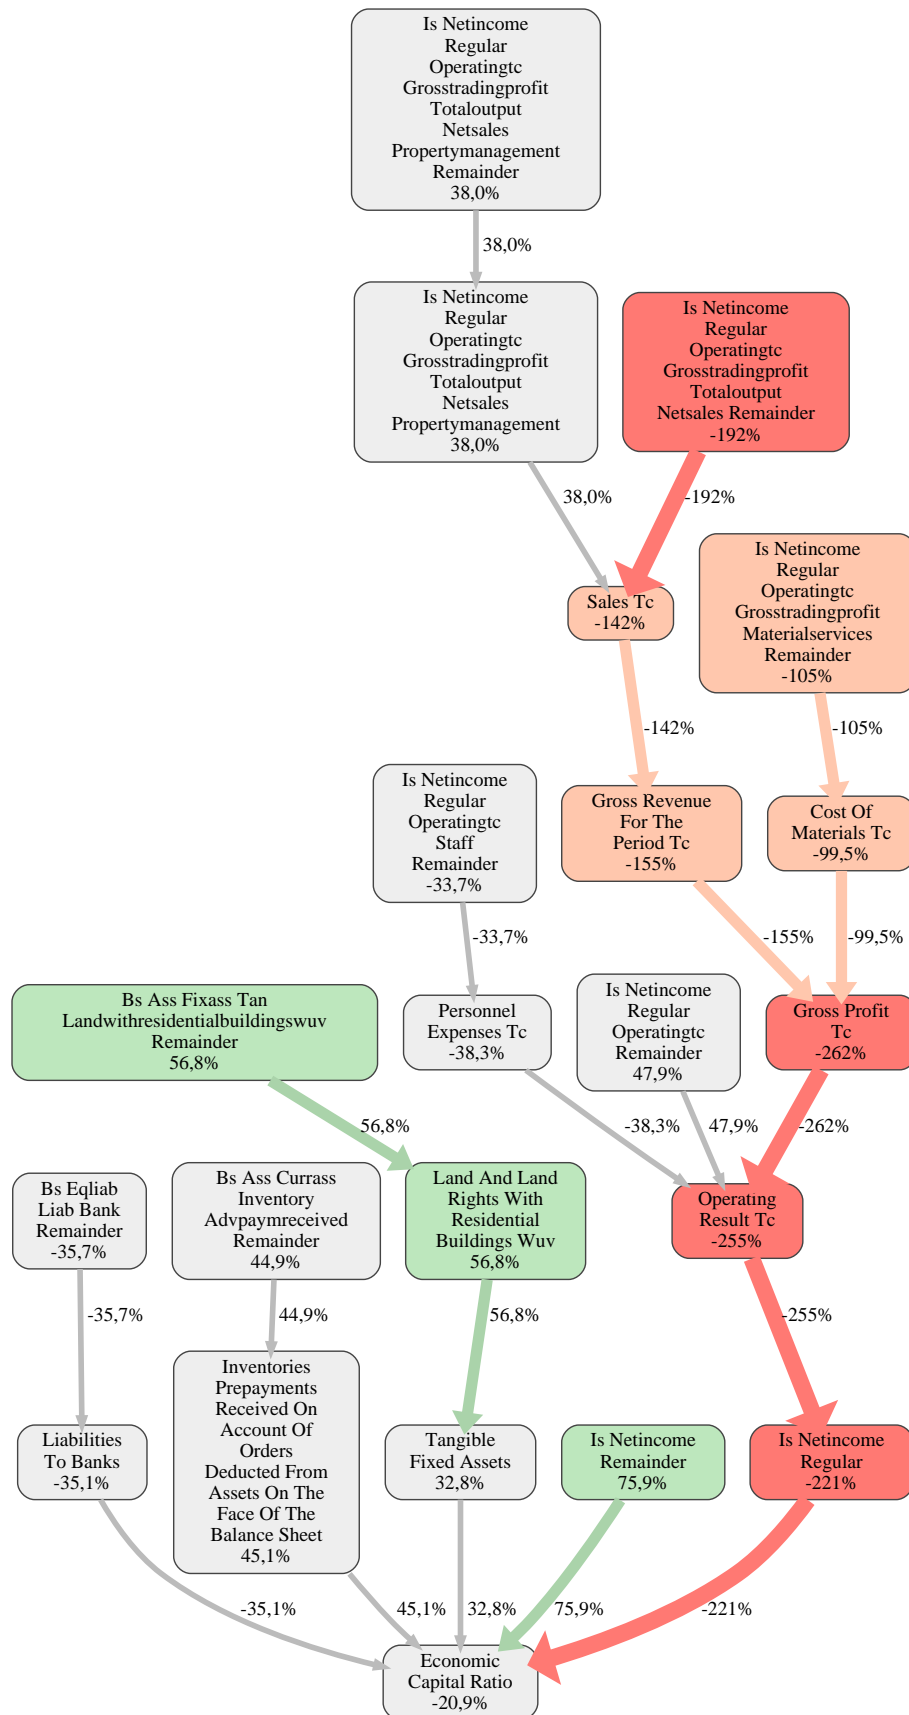 Is Netincome
Regular
Operatingtc
Grosstradingprofit
Totaloutput
Netsales
Propertymanagement
Remainder
38,0%
38,0%
Is Netincome
Regular
Operatingtc
Grosstradingprofit
Totaloutput
Netsales
Propertymanagement
38,0%
Is Netincome
Regular
Operatingtc
Grosstradingprofit
Totaloutput
Netsales Remainder
-192%
38,0%
-192%
Is Netincome
Regular
Operatingtc
Grosstradingprofit
Materialservices
Remainder
-105%
Sales Tc
-142%
-142%
-105%
Is Netincome
Regular
Operatingtc
Staff
Remainder
-33,7%
Gross Revenue
For The
Period Tc
-155%
Cost Of
Materials Tc
-99,5%
-33,7%
-155%
-99,5%
Bs Ass Fixass Tan
Landwithresidentialbuildingswuv
Remainder
56,8%
Personnel
Expenses Tc
-38,3%
Is Netincome
Regular
Operatingtc
Remainder
47,9%
Gross Profit
Tc
-262%
56,8%
-38,3%
47,9%
-262%
Bs Eqliab
Liab Bank
Remainder
-35,7%
Bs Ass Currass
Inventory
Advpaymreceived
Remainder
44,9%
Land And Land
Rights With
Residential
Buildings Wuv
56,8%
Operating
Result Tc
-255%
-35,7%
44,9%
56,8%
-255%
Liabilities
To Banks
-35,1%
Inventories
Prepayments
Received On
Account Of
Orders
Deducted From
Assets On The
Face Of The
Balance Sheet
45,1%
Tangible
Fixed Assets
32,8%
Is Netincome
Remainder
75,9%
Is Netincome
Regular
-221%
-35,1%
45,1%
32,8%
75,9%
-221%
Economic
Capital Ratio
-20,9%